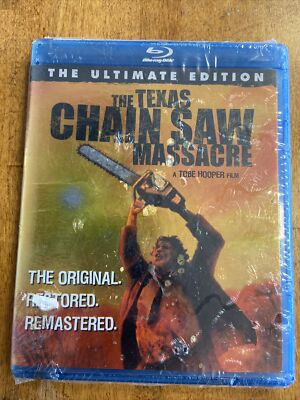 Blu-ray Disc
THE ULTIMATE EDITION
THE TEXAS
CHAIN SAW
MASSACRE
A TOBE HOOPER FILM
THE ORIGINAL.
RESTORED.
REMASTERED.